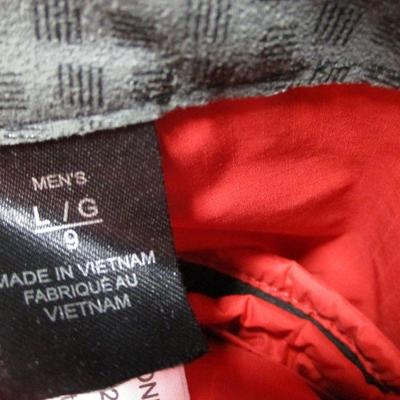 MEN'S
L / G
9
MADE IN VIETNAM
FABRIQUÉ AU
VIETNAM